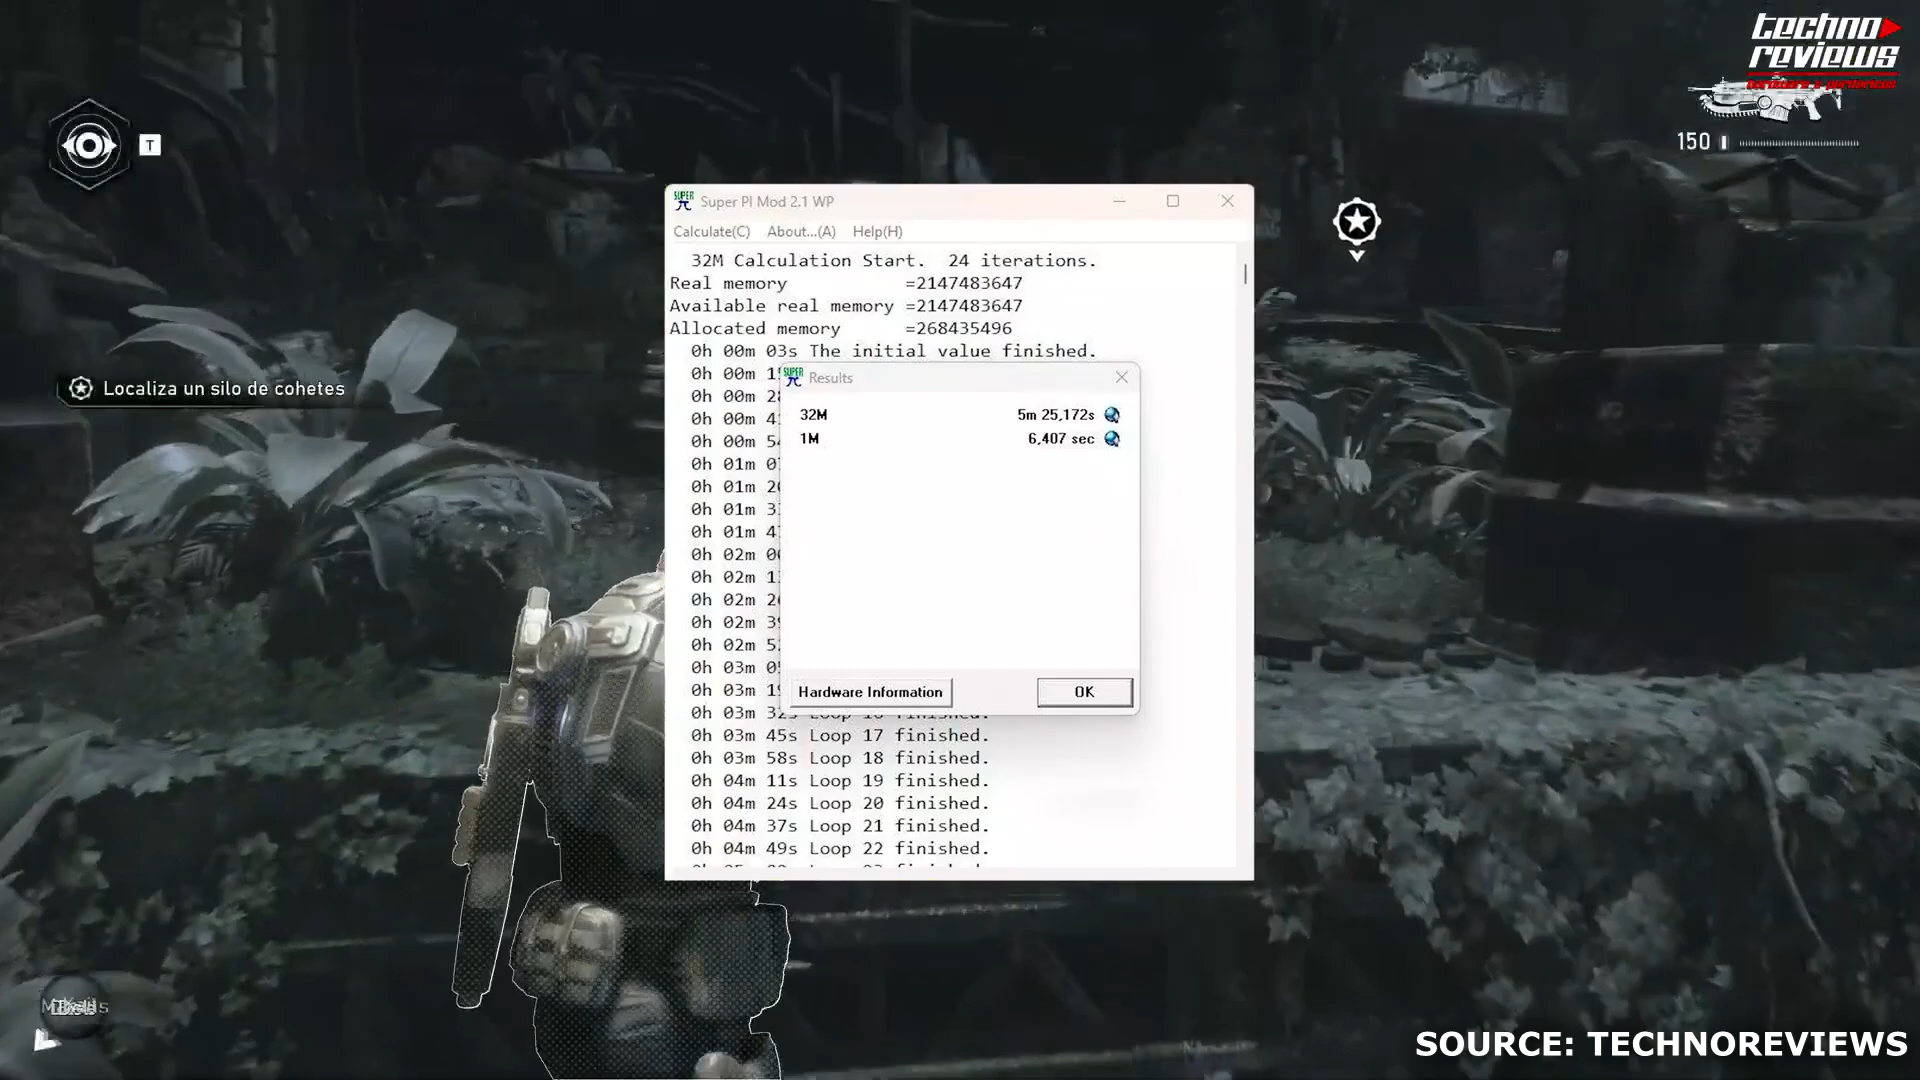 techno
reviews
T
150
Super PI Mod 2.1 WP
Calculate(C) About...(A) Help(H)
32M Calculation Start. 24 iterations.
Real memory =2147483647
Available real memory =2147483647
Allocated memory =268435496
0h 00m 03s The initial value finished.
0h 00m
0h 00m
0h 00m
0h 00m
0h 01m
0h 01m
0h 01m
0h 01m
0h 02m
0h 02m
0h 02m
0h 02m
0h 02m
0h 03m
0h 03m
0h 03m 32s Loop 16 finished.
0h 03m 45s Loop 17 finished.
0h 03m 58s Loop 18 finished.
0h 04m 11s Loop 19 finished.
0h 04m 24s Loop 20 finished.
0h 04m 37s Loop 21 finished.
0h 04m 49s Loop 22 finished.
SUPER π Results
32M 5m 25,172s
1M 6,407 sec
Hardware Information OK
Localiza un silo de cohetes
SOURCE: TECHNOREVIEWS